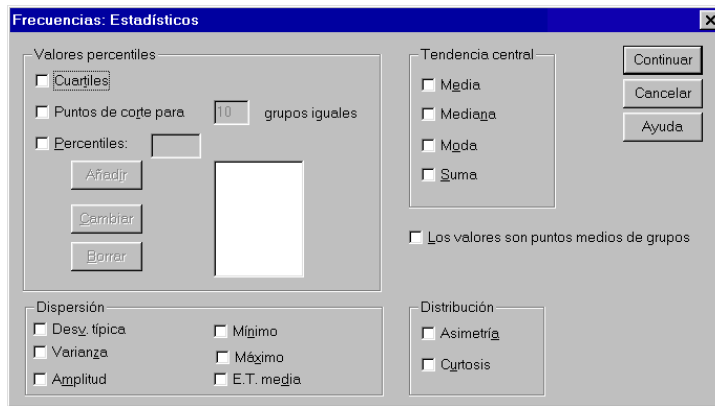 Frecuencias: Estadísticos
Valores percentiles
Cuartiles
Puntos de corte para 10 grupos iguales
Percentiles:
Añadir
Cambiar
Borrar
Tendencia central
Media
Mediana
Moda
Suma
Continuar
Cancelar
Ayuda
Los valores son puntos medios de grupos
Dispersión
Desv. típica
Varianza
Amplitud
Mínimo
Máximo
E.T. media
Distribución
Asimetría
Curtosis